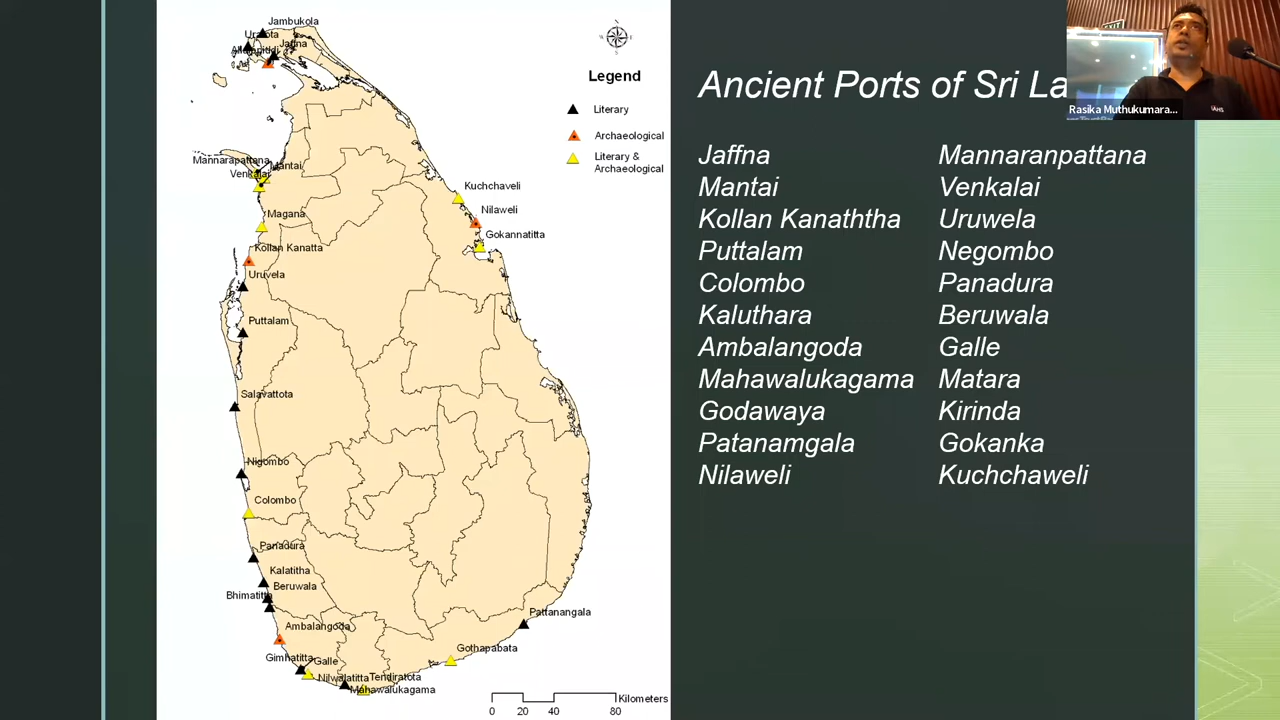 Jambukola
Uratota
Jaffna
Mannarapattana
Mantai
Venkalai
Magana
Kollan Kanatta
Uruvela
Puttalam
Salavattota
Nigombo
Colombo
Panadura
Kalatitha
Beruwala
Bhimatitta
Ambalangoda
Gimhatitta
Galle
Nilwalatitta
Tendiratota
Mahawalukagama
Kuchchaveli
Nilaweli
Gokannatitta
Pattanangala
Gothapabata
Legend
Literary
Archaeological
Literary &
Archaeological
Kilometers
0 20 40 80
Ancient Ports of Sri La
Jaffna Mannaranpattana
Mantai Venkalai
Kollan Kanaththa Uruwela
Puttalam Negombo
Colombo Panadura
Kaluthara Beruwala
Ambalangoda Galle
Mahawalukagama Matara
Godawaya Kirinda
Patanamgala Gokanka
Nilaweli Kuchchaweli
Rasika Muthukumara...